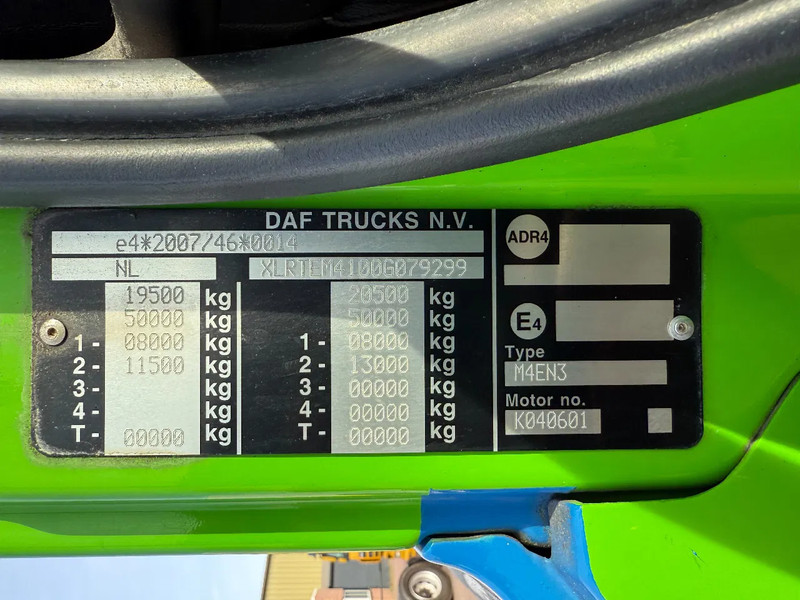 DAF TRUCKS N.V.
e4*2007/46*0014
NL XLRTEM4100G079299
19500 kg 20500 kg
50000 kg 50000 kg
1- 08000 kg 1- 08000 kg
2- 11500 kg 2- 13000 kg
3- kg 3- 00000 kg
4- kg 4- 00000 kg
T- 00000 kg T- 00000 kg
ADR4
E4
Type
M4EN3
Motor no.
K040601